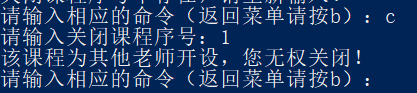 请输入相应的命令（返回菜单请按b）：c
请输入关闭课程序号：1
该课程为其他老师开设，您无权关闭！
请输入相应的命令（返回菜单请按b）：